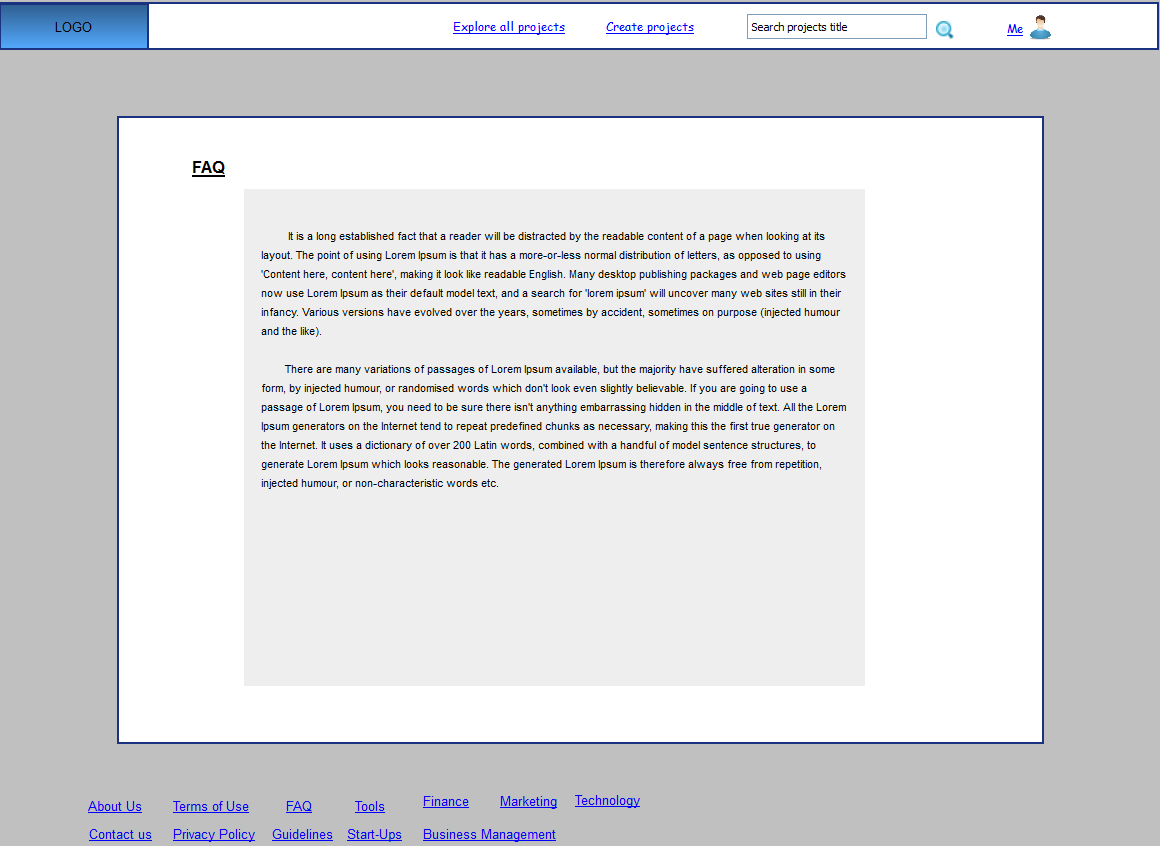 LOGO
Explore all projects
Create projects
Search projects title
Me
FAQ
It is a long established fact that a reader will be distracted by the readable content of a page when looking at its
layout. The point of using Lorem Ipsum is that it has a more-or-less normal distribution of letters, as opposed to using
'Content here, content here', making it look like readable English. Many desktop publishing packages and web page editors
now use Lorem Ipsum as their default model text, and a search for 'lorem ipsum' will uncover many web sites still in their
infancy. Various versions have evolved over the years, sometimes by accident, sometimes on purpose (injected humour
and the like).
There are many variations of passages of Lorem Ipsum available, but the majority have suffered alteration in some
form, by injected humour, or randomised words which don't look even slightly believable. If you are going to use a
passage of Lorem Ipsum, you need to be sure there isn't anything embarrassing hidden in the middle of text. All the Lorem
Ipsum generators on the Internet tend to repeat predefined chunks as necessary, making this the first true generator on
the Internet. It uses a dictionary of over 200 Latin words, combined with a handful of model sentence structures, to
generate Lorem Ipsum which looks reasonable. The generated Lorem Ipsum is therefore always free from repetition,
injected humour, or non-characteristic words etc.
About Us
Terms of Use
FAQ
Tools
Finance
Marketing
Technology
Contact us
Privacy Policy
Guidelines
Start-Ups
Business Management